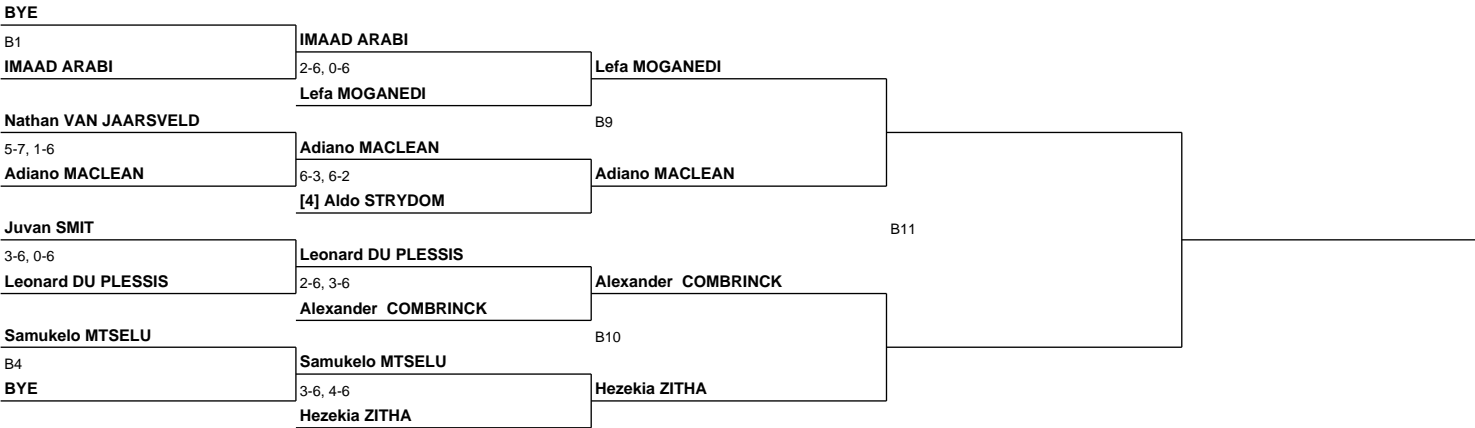 BYE
B1
IMAAD ARABI
IMAAD ARABI
2-6, 0-6
Lefa MOGANEDI
Lefa MOGANEDI
Nathan VAN JAARSVELD
B9
5-7, 1-6
Adiano MACLEAN
Adiano MACLEAN
6-3, 6-2
Adiano MACLEAN
[4] Aldo STRYDOM
Juvan SMIT
B11
3-6, 0-6
Leonard DU PLESSIS
Leonard DU PLESSIS
2-6, 3-6
Alexander  COMBRINCK
Alexander  COMBRINCK
Samukelo MTSELU
B10
B4
Samukelo MTSELU
BYE
3-6, 4-6
Hezekia ZITHA
Hezekia ZITHA